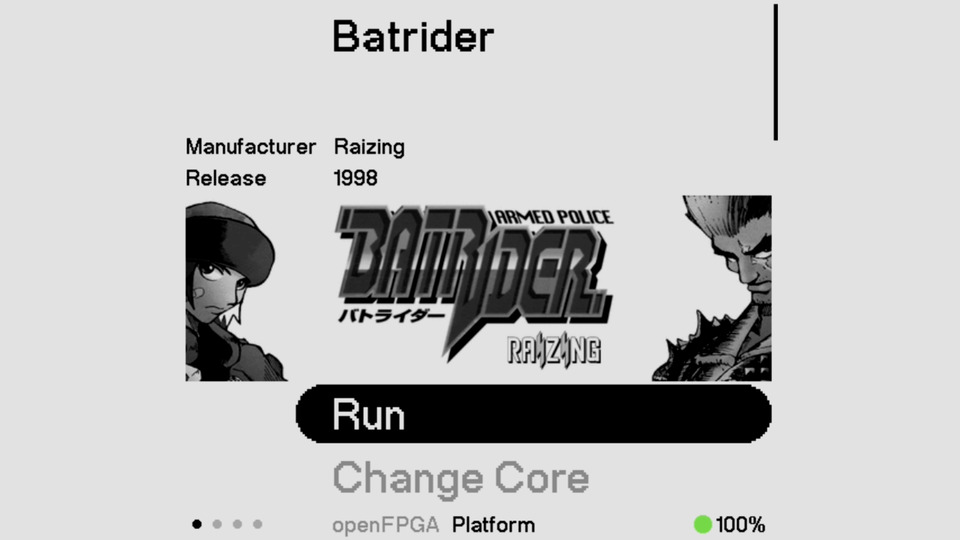 Batrider
Manufacturer Raizing
Release 1998
ARMED POLICE
BATRIDER
バトライダー
RAIZING
Run
Change Core
openFPGA Platform
100%